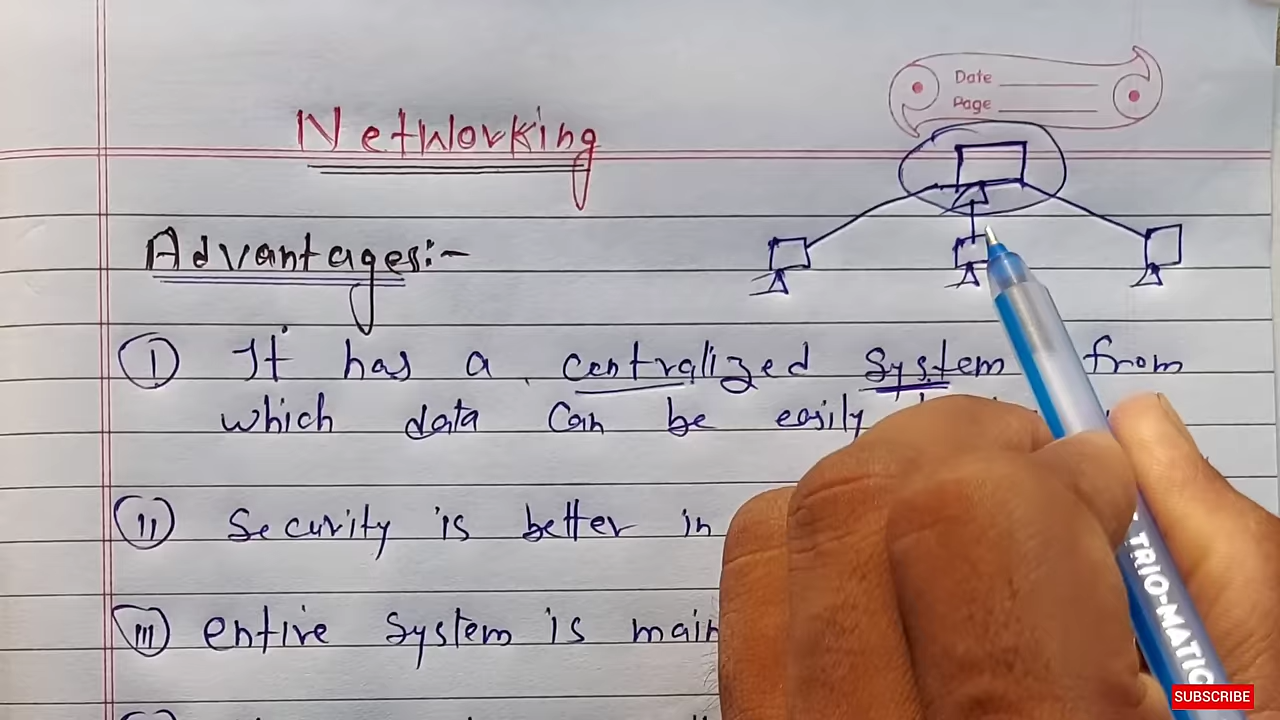 Date
Page
Networking
Advantages:-
I It has a centralized system from
which data can be easily
II Security is better in
III entire system is
TRIO-MATIC
SUBSCRIBE